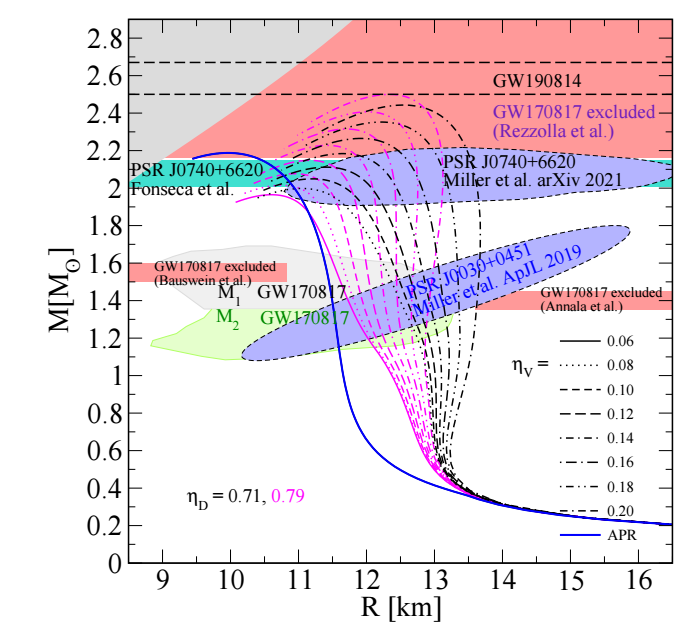 2.8
2.6
2.4
2.2
2
1.8
1.6
1.4
1.2
1
0.8
0.6
0.4
0.2
0
M[M⊙]
GW190814
GW170817 excluded
(Rezzolla et al.)
PSR J0740+6620
Fonseca et al.
PSR J0740+6620
Miller et al. arXiv 2021
GW170817 excluded
(Bauswein et al.)
PSR J0030+0451
Miller et al. ApJL 2019
M1 GW170817
M2 GW170817
GW170817 excluded
(Annala et al.)
ηV =
0.06
0.08
0.10
0.12
0.14
0.16
0.18
0.20
APR
ηD = 0.71, 0.79
9 10 11 12 13 14 15 16
R [km]